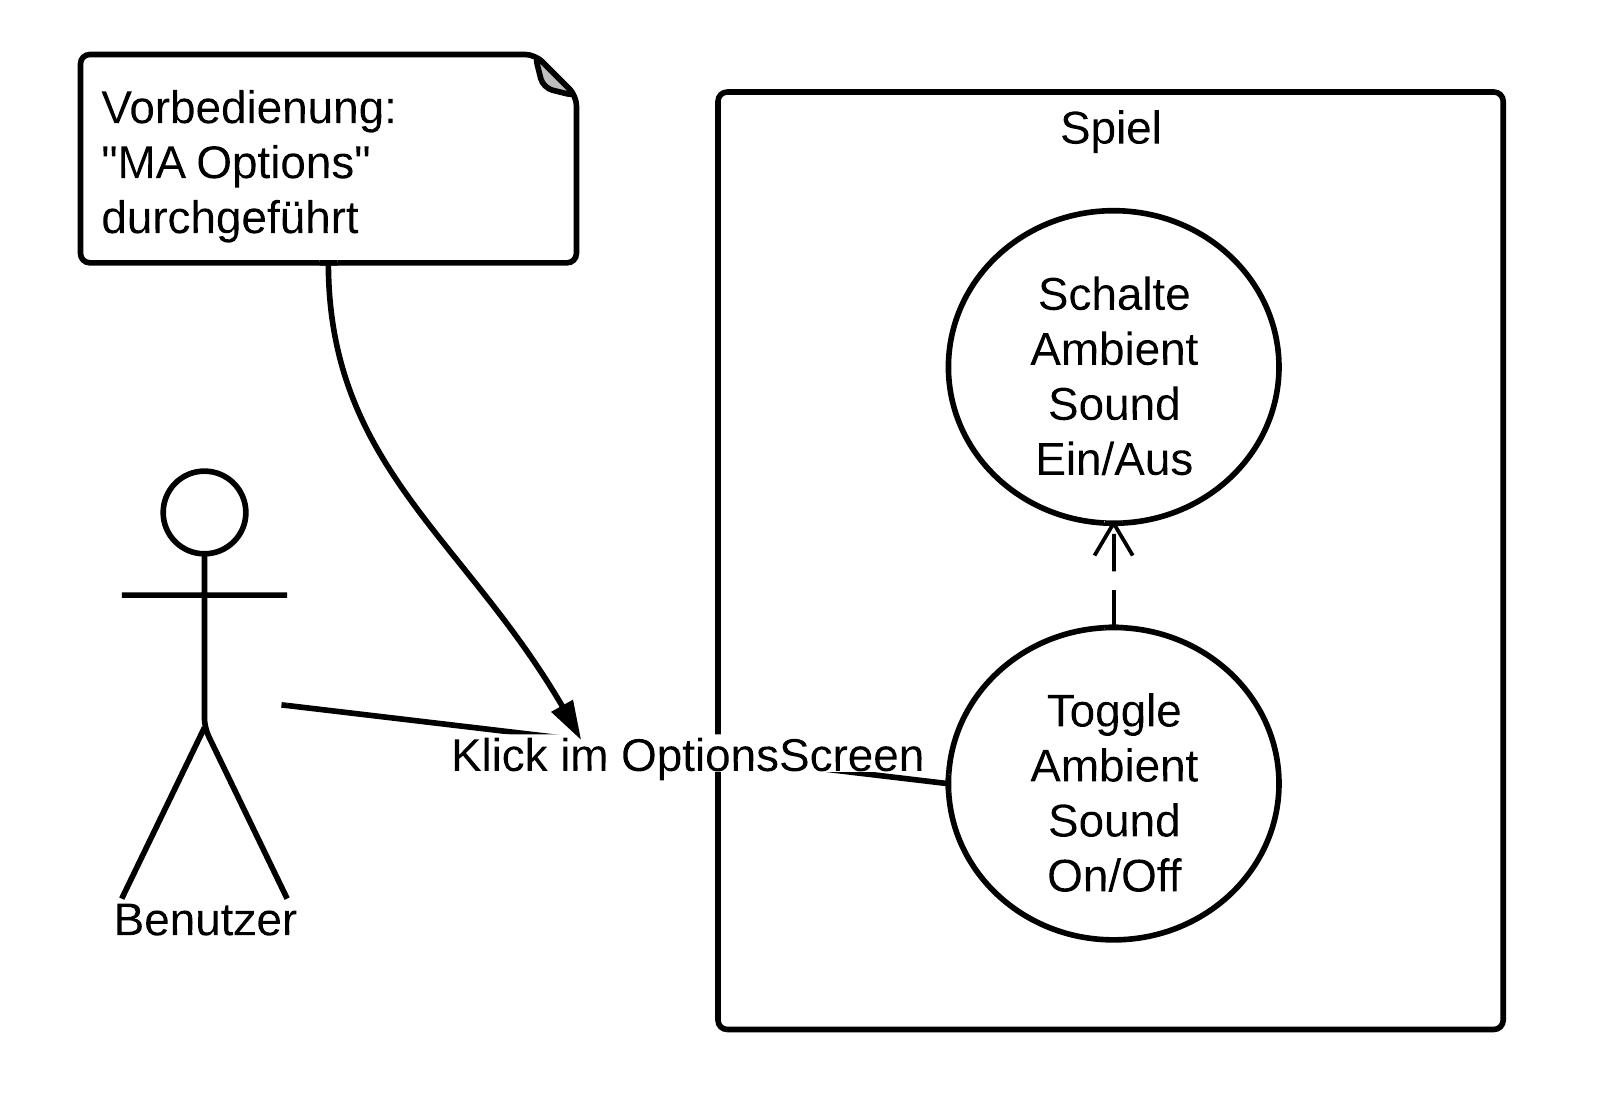 Vorbedienung:
"MA Options"
durchgeführt
Spiel
Schalte
Ambient
Sound
Ein/Aus
Klick im OptionsScreen
Toggle
Ambient
Sound
On/Off
Benutzer